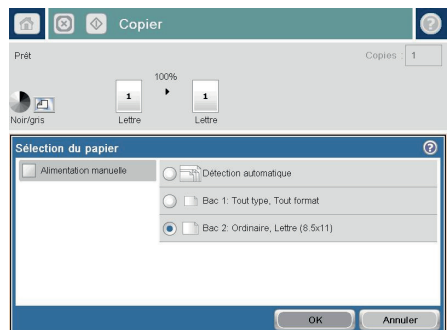 Copier
Prêt
Copies : 1
100%
1
1
Noir/gris
Lettre
Lettre
Sélection du papier
Alimentation manuelle
Détection automatique
Bac 1: Tout type, Tout format
Bac 2: Ordinaire, Lettre (8.5x11)
OK
Annuler